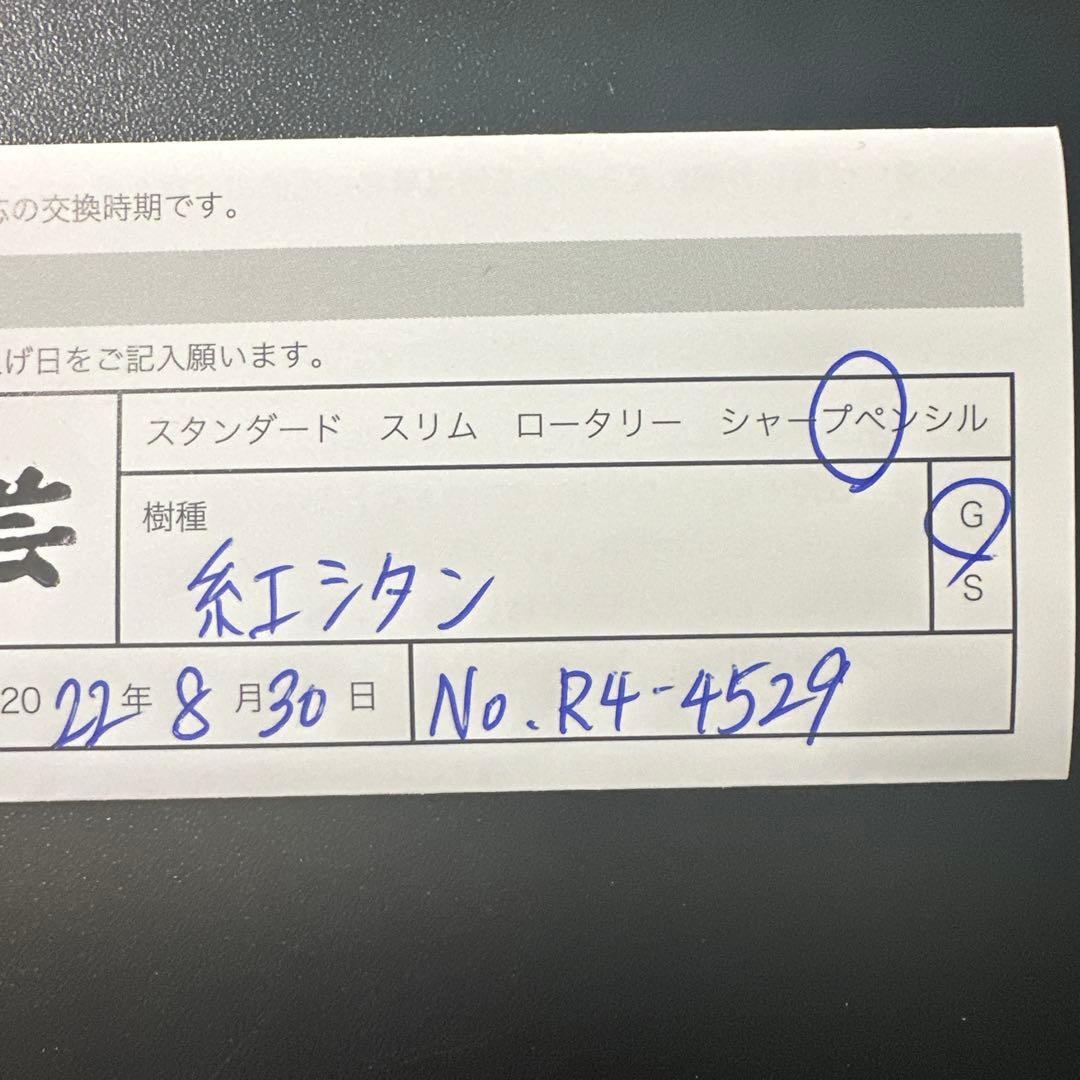 芯の交換時期です。
上げ日をご記入願います。
スタンダード スリム ロータリー シャープペンシル
芸
樹種
紅シタン
G
S
2022年 8月30日 No. R4-4529